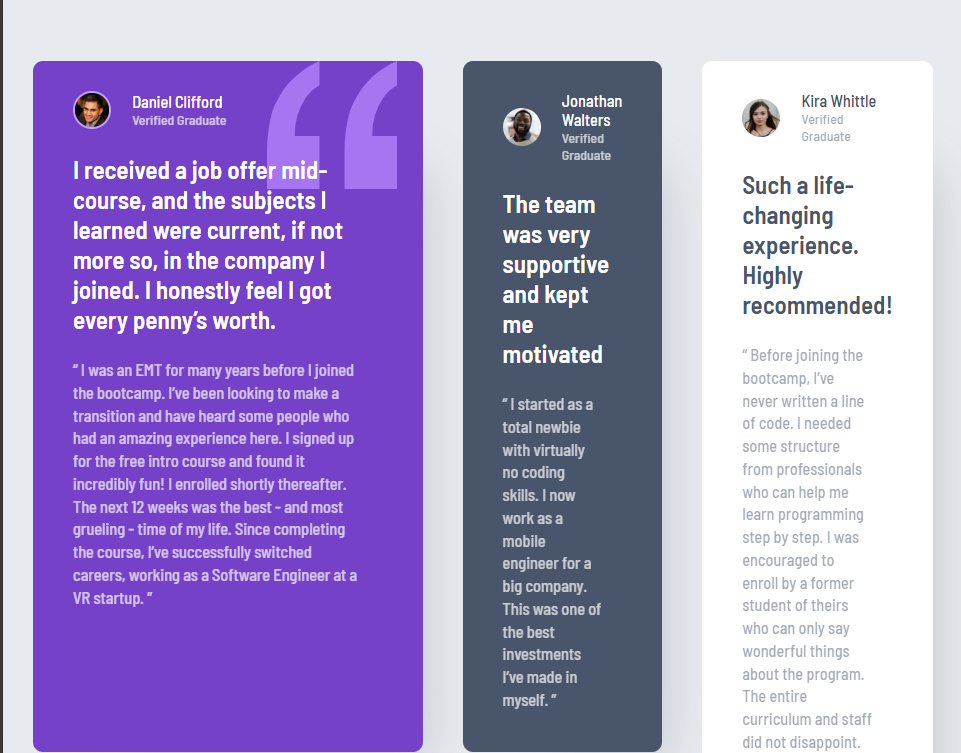 Daniel Clifford
Verified Graduate
I received a job offer mid-
course, and the subjects I
learned were current, if not
more so, in the company I
joined. I honestly feel I got
every penny’s worth.
“ I was an EMT for many years before I joined
the bootcamp. I’ve been looking to make a
transition and have heard some people who
had an amazing experience here. I signed up
for the free intro course and found it
incredibly fun! I enrolled shortly thereafter.
The next 12 weeks was the best - and most
grueling - time of my life. Since completing
the course, I’ve successfully switched
careers, working as a Software Engineer at a
VR startup. ”
Jonathan
Walters
Verified
Graduate
The team
was very
supportive
and kept
me
motivated
“ I started as a
total newbie
with virtually
no coding
skills. I now
work as a
mobile
engineer for a
big company.
This was one of
the best
investments
I’ve made in
myself. ”
Kira Whittle
Verified
Graduate
Such a life-
changing
experience.
Highly
recommended!
“ Before joining the
bootcamp, I’ve
never written a line
of code. I needed
some structure
from professionals
who can help me
learn programming
step by step. I was
encouraged to
enroll by a former
student of theirs
who can only say
wonderful things
about the program.
The entire
curriculum and staff
did not disappoint.